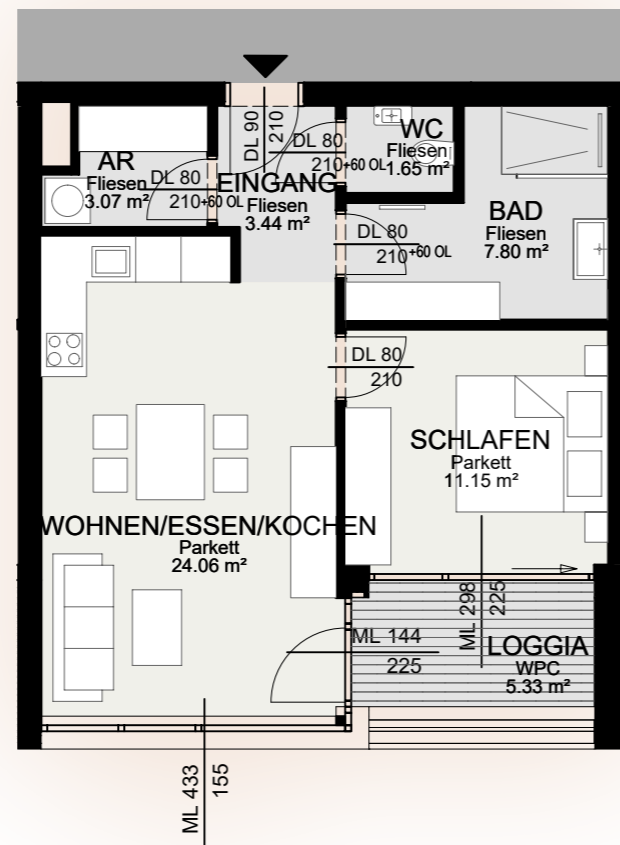 DL 90
210
AR
Fliesen
3.07 m²
DL 80
210+60 OL
EINGANG
Fliesen
3.44 m²
DL 80
210+60 OL
WC
Fliesen
1.65 m²
BAD
Fliesen
7.80 m²
DL 80
210+60 OL
DL 80
210
SCHLAFEN
Parkett
11.15 m²
WOHNEN/ESSEN/KOCHEN
Parkett
24.06 m²
ML 298
225
ML 144
225
LOGGIA
WPC
5.33 m²
ML 433
155